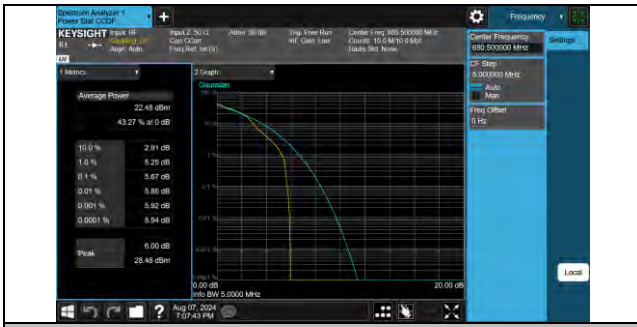 Spectrum Analyzer 1
Power Stat CCDF
Frequency
KEYSIGHT Input: RF
Input Z: 50 Ω
Atten: 30 dB
Trig: Free Run
Center Freq: 680.500000 MHz
RL
Align: Auto
CCorr
Freq Ref: Int (S)
IF Gain: Low
Counts: 10.0 M/10.0 Mpt
Radio Std: None
Center Frequency
680.500000 MHz
Settings
CF Step
5.000000 MHz
Auto
Man
Freq Offset
0 Hz
1 Metrics
Average Power
22.48 dBm
43.27 % at 0 dB
10.0 % 2.91 dB
1.0 % 5.25 dB
0.1 % 5.67 dB
0.01 % 5.86 dB
0.001 % 5.92 dB
0.0001 % 5.94 dB
Peak 6.00 dB
28.48 dBm
2 Graph
Gaussian
0.00 dB 20.00 dB
Info BW 5.0000 MHz
Local
? Aug 07, 2024
7:07:43 PM